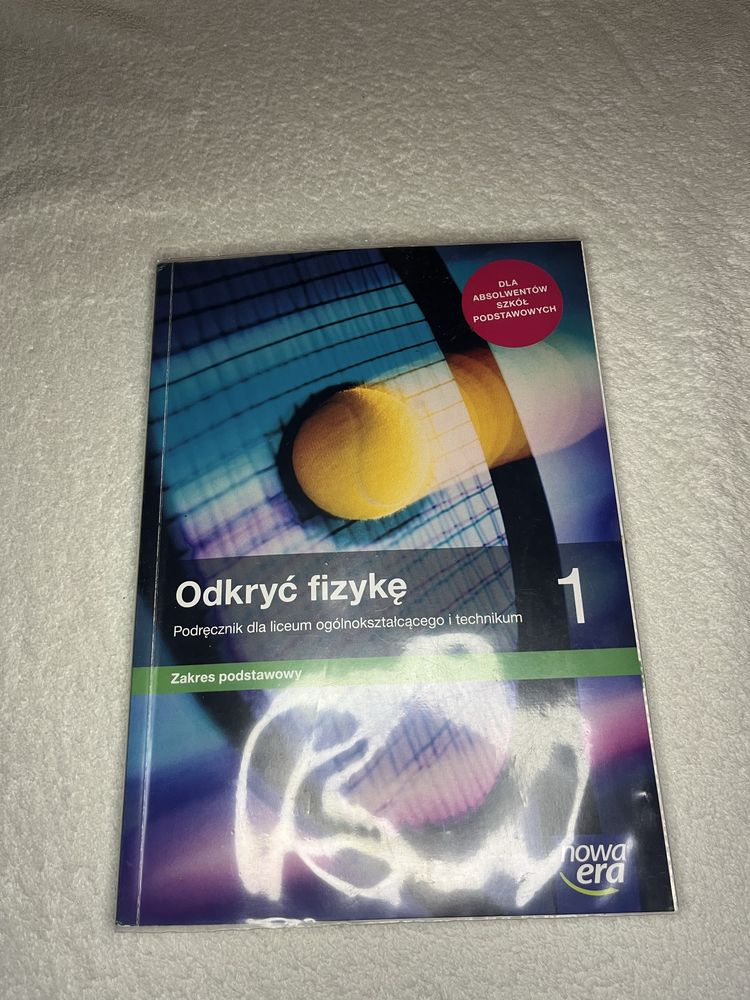 DLA
ABSOLWENTÓW
SZKÓŁ
PODSTAWOWYCH
Odkryć fizykę
1
Podręcznik dla liceum ogólnokształcącego i technikum
Zakres podstawowy
nowa
era